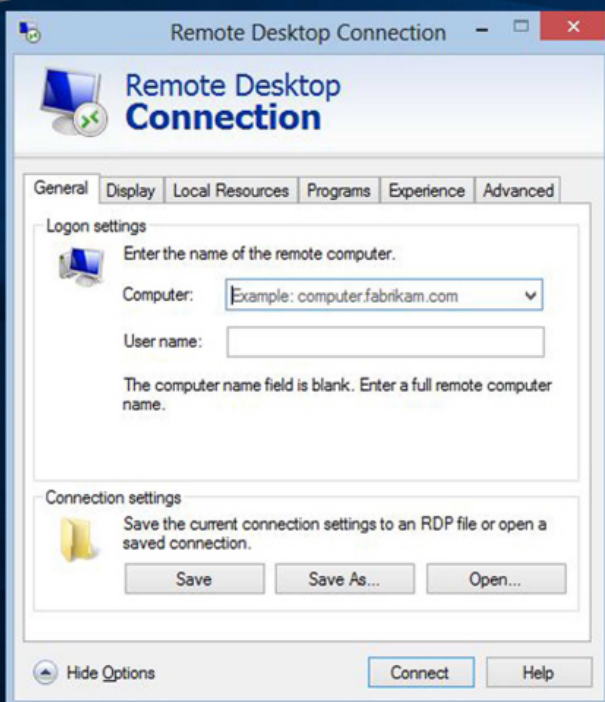 Remote Desktop Connection
Remote Desktop
Connection
General Display Local Resources Programs Experience Advanced
Logon settings
Enter the name of the remote computer.
Computer: Example: computer.fabrikam.com
User name:
The computer name field is blank. Enter a full remote computer
name.
Connection settings
Save the current connection settings to an RDP file or open a
saved connection.
Save Save As... Open...
Hide Options Connect Help